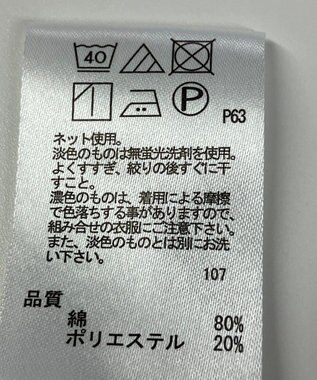 40
P
P63
ネット使用。
淡色のものは無蛍光洗剤を使用。
よくすすぎ、絞りの後すぐに干
すこと。
濃色のものは、着用による摩擦
で色落ちする事がありますので、
組み合せの衣服にご注意下さい。
また、淡色のものとは別にお洗
い下さい。
107
品質
綿 80%
ポリエステル 20%